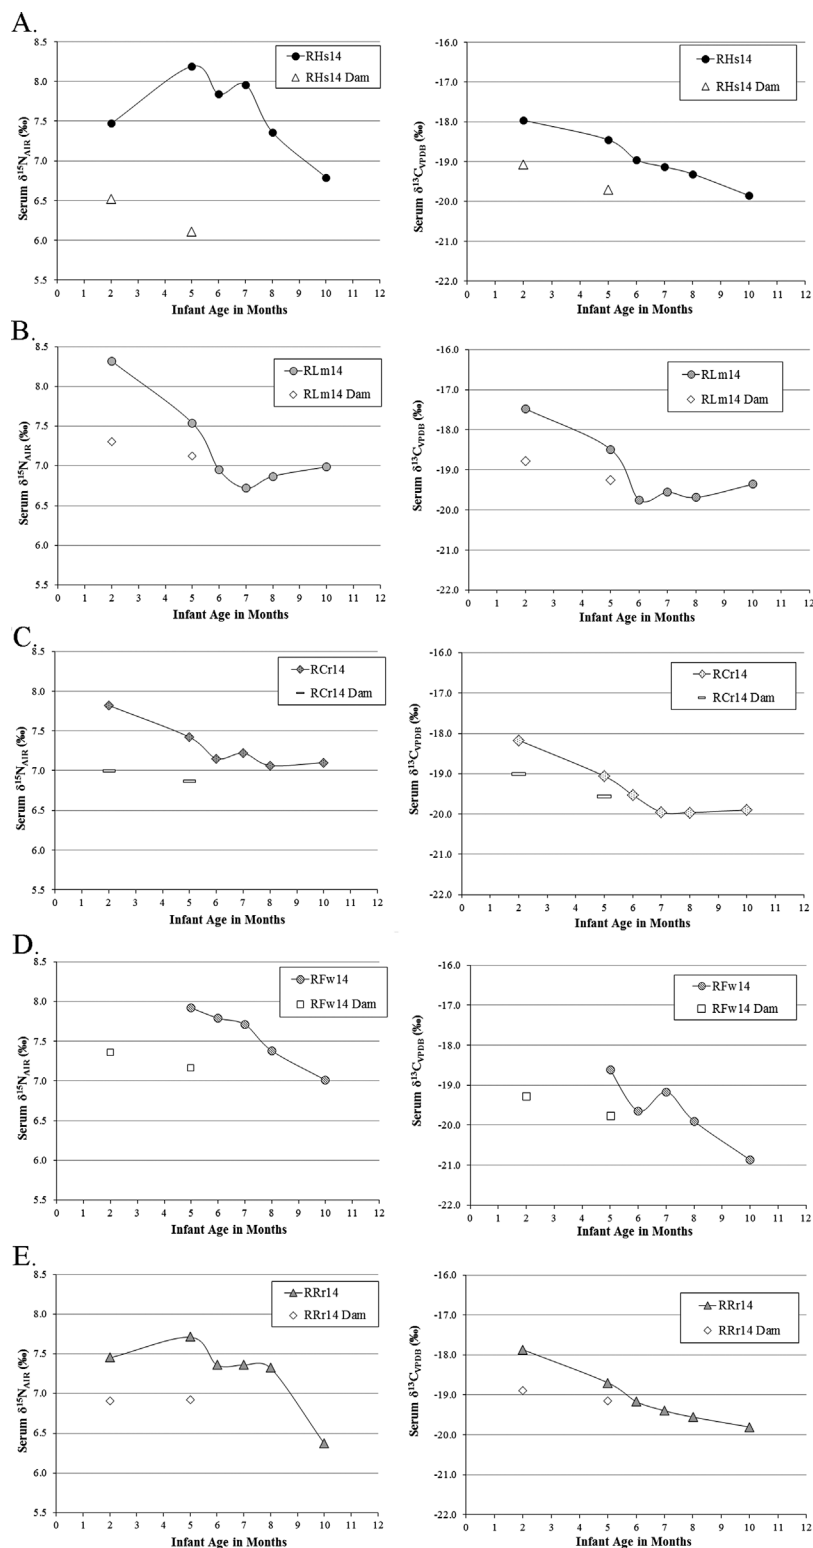 A.
8.5
8.0
7.5
7.0
6.5
6.0
5.5
Serum δ15NAIR (‰)
RHs14
RHs14 Dam
0 1 2 3 4 5 6 7 8 9 10 11 12
Infant Age in Months
-16.0
-17.0
-18.0
-19.0
-20.0
-21.0
-22.0
Serum δ13CVPDB (‰)
RHs14
RHs14 Dam
0 1 2 3 4 5 6 7 8 9 10 11 12
Infant Age in Months
B.
8.5
8.0
7.5
7.0
6.5
6.0
5.5
Serum δ15NAIR (‰)
RLm14
RLm14 Dam
0 1 2 3 4 5 6 7 8 9 10 11 12
Infant Age in Months
-16.0
-17.0
-18.0
-19.0
-20.0
-21.0
-22.0
Serum δ13CVPDB (‰)
RLm14
RLm14 Dam
0 1 2 3 4 5 6 7 8 9 10 11 12
Infant Age in Months
C.
8.5
8.0
7.5
7.0
6.5
6.0
5.5
Serum δ15NAIR (‰)
RCr14
RCr14 Dam
0 1 2 3 4 5 6 7 8 9 10 11 12
Infant Age in Months
-16.0
-17.0
-18.0
-19.0
-20.0
-21.0
-22.0
Serum δ13CVPDB (‰)
RCr14
RCr14 Dam
0 1 2 3 4 5 6 7 8 9 10 11 12
Infant Age in Months
D.
8.5
8.0
7.5
7.0
6.5
6.0
5.5
Serum δ15NAIR (‰)
RFw14
RFw14 Dam
0 1 2 3 4 5 6 7 8 9 10 11 12
Infant Age in Months
-16.0
-17.0
-18.0
-19.0
-20.0
-21.0
-22.0
Serum δ13CVPDB (‰)
RFw14
RFw14 Dam
0 1 2 3 4 5 6 7 8 9 10 11 12
Infant Age in Months
E.
8.5
8.0
7.5
7.0
6.5
6.0
5.5
Serum δ15NAIR (‰)
RRr14
RRr14 Dam
0 1 2 3 4 5 6 7 8 9 10 11 12
Infant Age in Months
-16.0
-17.0
-18.0
-19.0
-20.0
-21.0
-22.0
Serum δ13CVPDB (‰)
RRr14
RRr14 Dam
0 1 2 3 4 5 6 7 8 9 10 11 12
Infant Age in Months